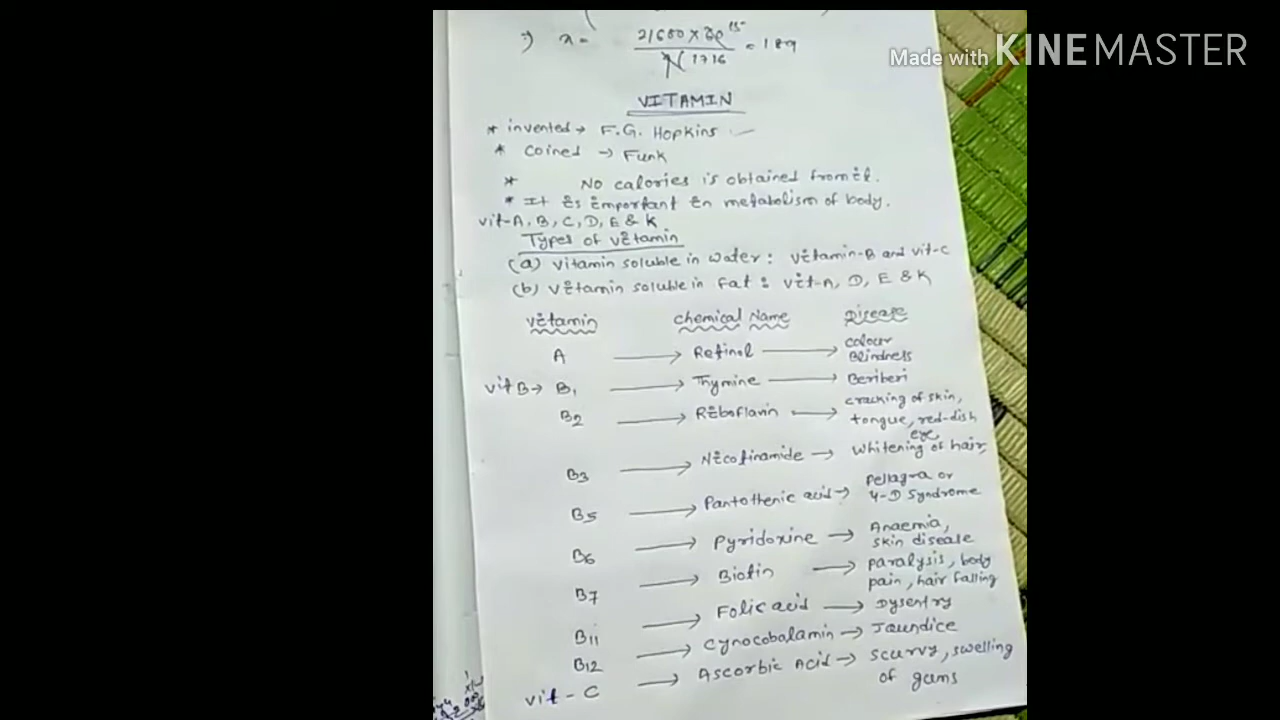 Made with KINEMASTER
x = 21600 × 1716 = 189
VITAMIN
* invented → F.G. Hopkins
* Coined → Funk
* No calories is obtained from it.
* It is important in metabolism of body.
vit-A, B, C, D, E & K
Types of vitamin
(a) Vitamin soluble in water : vitamin-B and vit-C
(b) Vitamin soluble in Fat : vit-A, D, E & K
Vitamin Chemical Name Disease
A → Retinol → Colour Blindness
vit B → B1 → Thymine → Beriberi
B2 → Riboflavin → cracking of skin, tongue, red-dish eye
B3 → Nicotinamide → Whitening of hair,
B5 → Pantothenic acid → Pellagra or 4-D Syndrome
B6 → Pyridoxine → Anaemia, skin disease
B7 → Biotin → paralysis, body pain, hair falling
B11 → Folic acid → Dysentry
B12 → Cynocobalamin → Jaundice
vit - C → Ascorbic Acid → Scurvy, swelling of gums